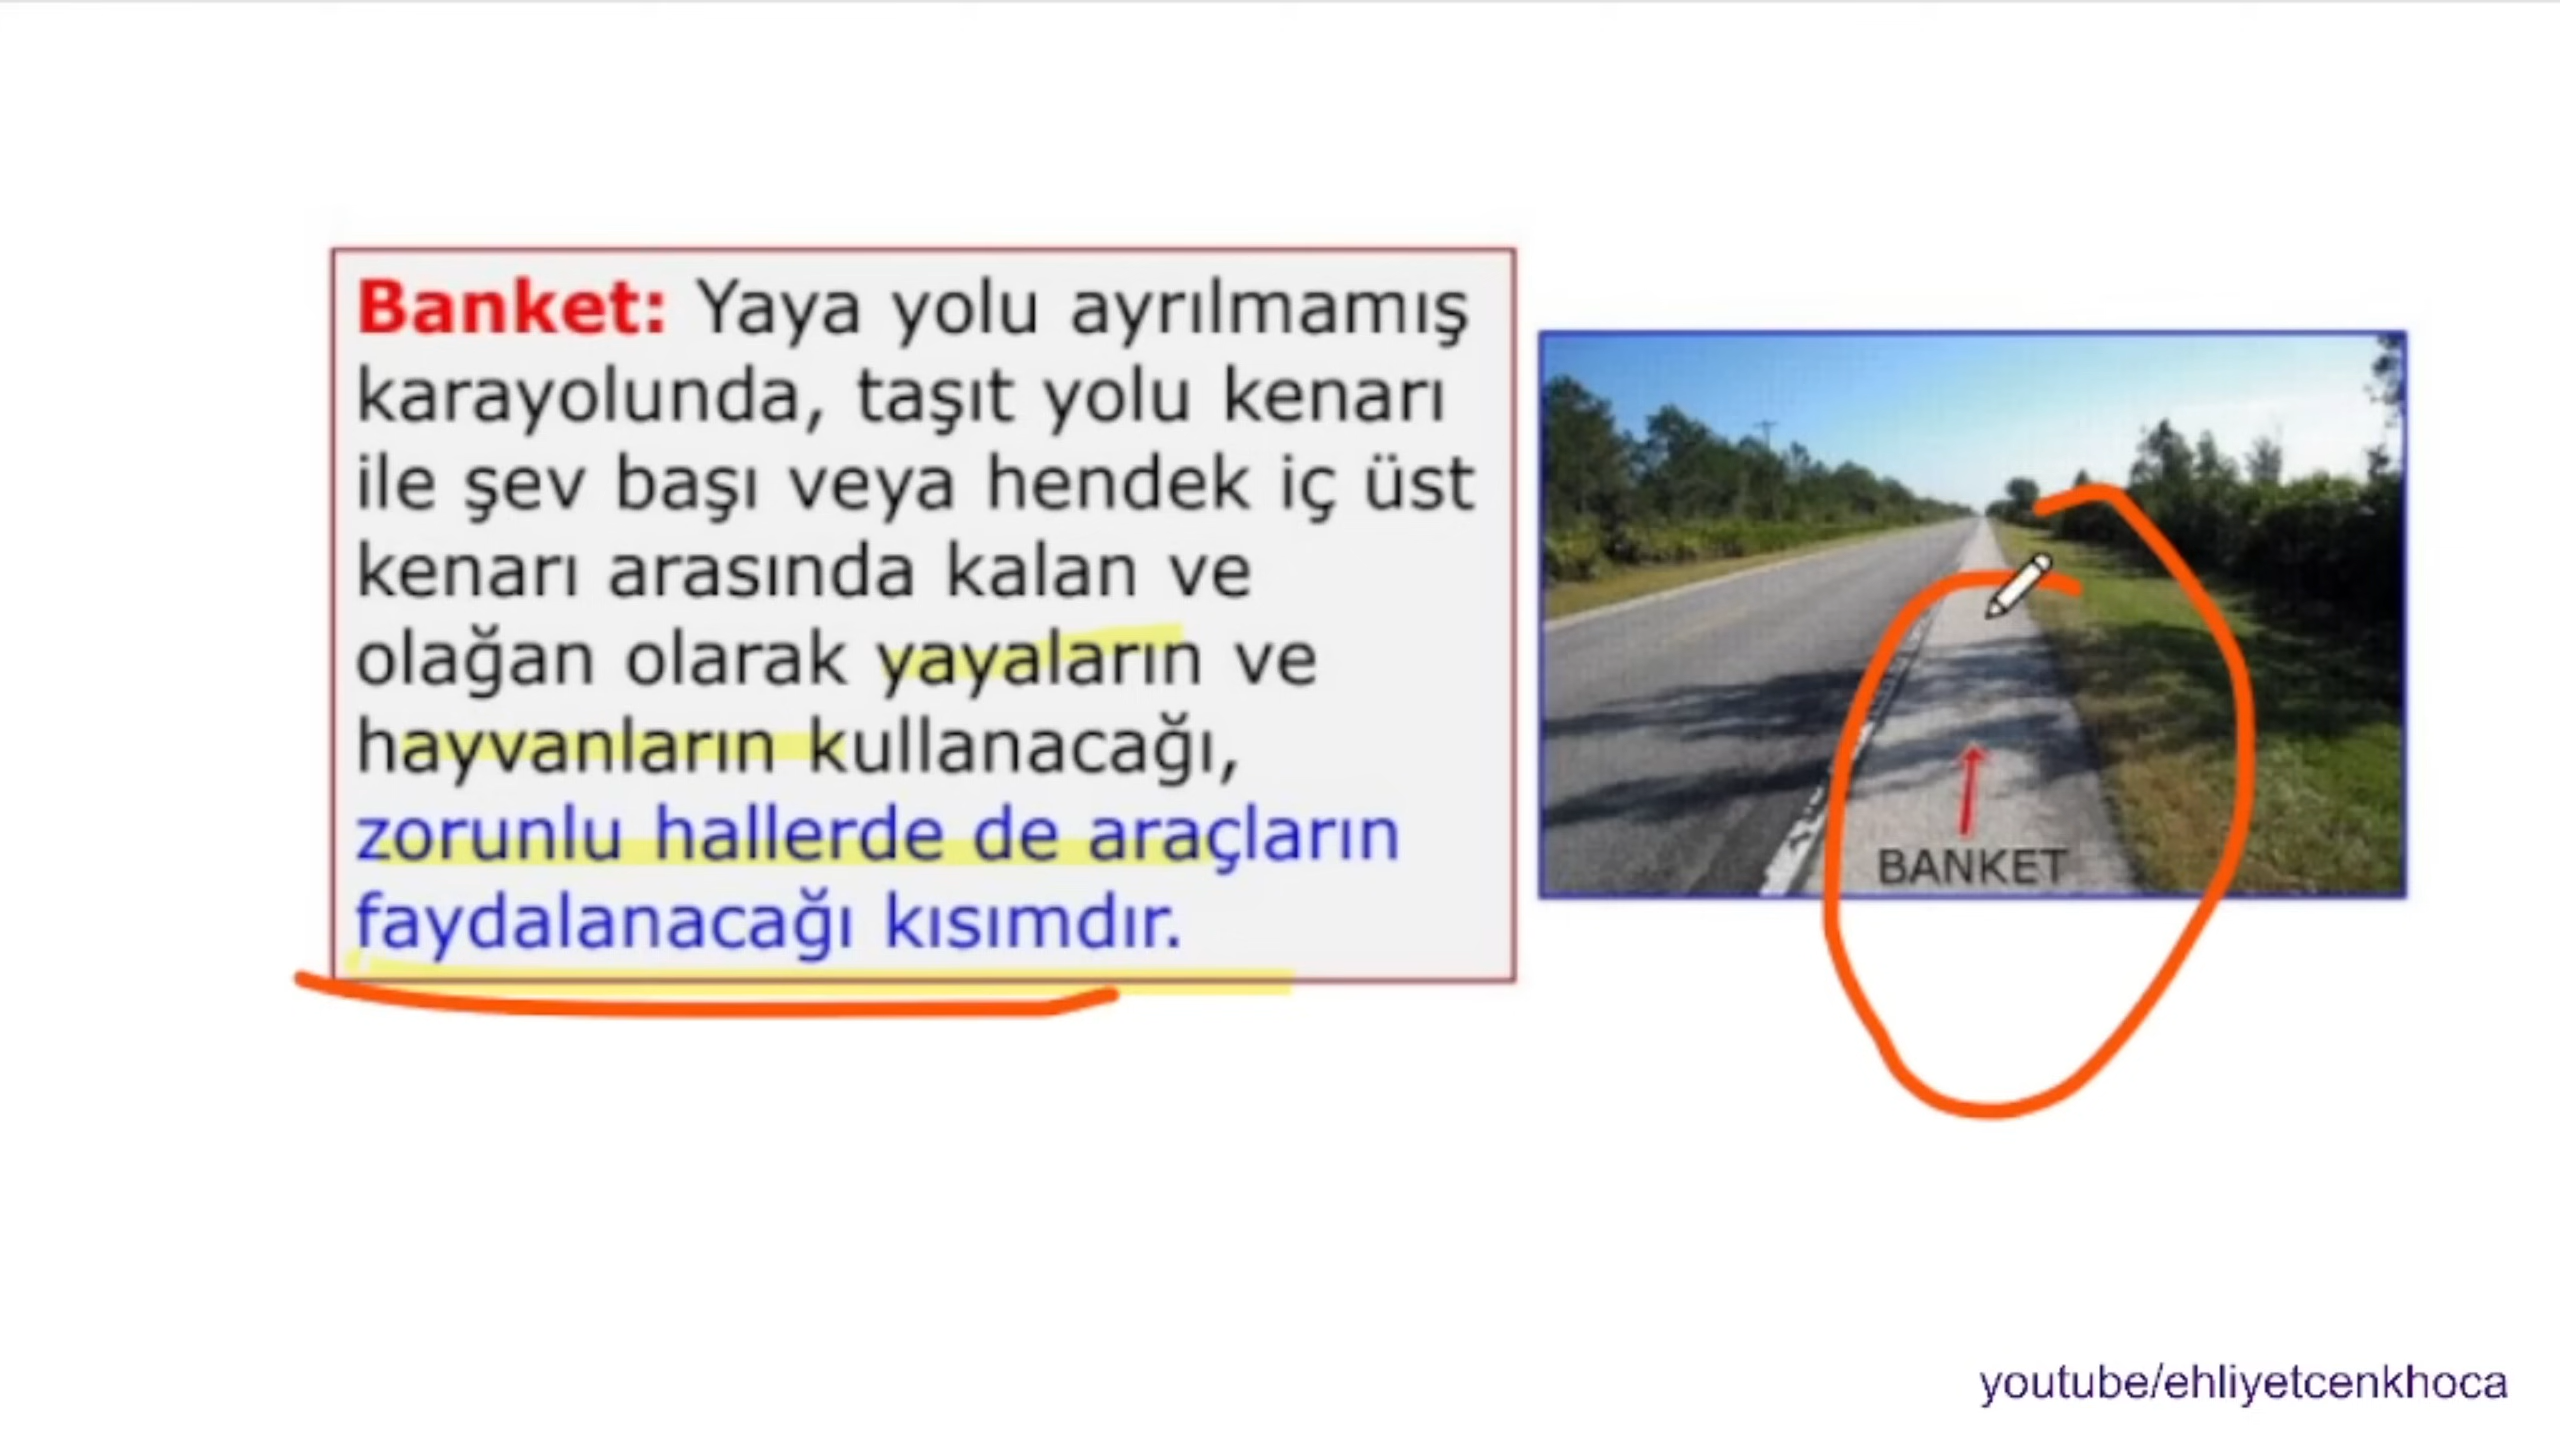 Banket: Yaya yolu ayrılmamış
karayolunda, taşıt yolu kenarı
ile şev başı veya hendek iç üst
kenarı arasında kalan ve
olağan olarak yayaların ve
hayvanların kullanacağı,
zorunlu hallerde de araçların
faydalanacağı kısımdır.
BANKET
youtube/ehliyetcenkhoca